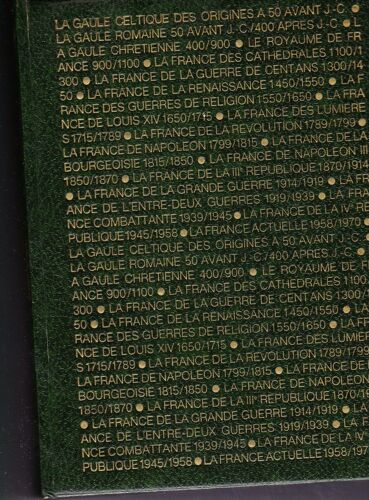 LA GAULE CELTIQUE DES ORIGINES A 50 AVANT J-C ●
LA GAULE ROMAINE 50 AVANT J-C/400 APRES J-C ● L
A GAULE CHRETIENNE 400/900 ● LE ROYAUME DE FR
ANCE 900/1100 ● LA FRANCE DES CATHEDRALES 1100/1
300 ● LA FRANCE DE LA GUERRE DE CENT ANS 1300/14
50 ● LA FRANCE DE LA RENAISSANCE 1450/1550 ● LA F
RANCE DES GUERRES DE RELIGION 1550/1650 ● FRA
NCE DE LOUIS XIV 1650/1715 ● LA FRANCE DES LUMIERE
S 1715/1789 ● LA FRANCE DE LA REVOLUTION 1789/1799 ●
LA FRANCE DE NAPOLEON 1799/1815 ● LA FRANCE DE LA
BOURGEOISIE 1815/1850 ● LA FRANCE DE NAPOLEON III
1850/1870 ● LA FRANCE DE LA IIIe REPUBLIQUE 1870/1914
● LA FRANCE DE LA GRANDE GUERRE 1914/1919 ● LA FR
ANCE DE L'ENTRE-DEUX GUERRES 1919/1939 ● LA FRA
NCE COMBATTANTE 1939/1945 ● LA FRANCE DE LA IVe RE
PUBLIQUE 1945/1958 ● LA FRANCE ACTUELLE 1958/1970 ●
LA GAULE CELTIQUE DES ORIGINES A 50 AVANT J-C ●
LA GAULE ROMAINE 50 AVANT J-C/400 APRES J-C ● L
A GAULE CHRETIENNE 400/900 ● LE ROYAUME DE F
ANCE 900/1100 ● LA FRANCE DES CATHEDRALES 1100
300 ● LA FRANCE DE LA GUERRE DE CENT ANS 1300/
50 ● LA FRANCE DE LA RENAISSANCE 1450/1550 ● LA
RANCE DES GUERRES DE RELIGION 1550/1650 ●
NCE DE LOUIS XIV 1650/1715 ● LA FRANCE DES LUMIE
S 1715/1789 ● LA FRANCE DE LA REVOLUTION 1789/1799
LA FRANCE DE NAPOLEON 1799/1815 ● LA FRANCE DE
BOURGEOISIE 1815/1850 ● LA FRANCE DE NAPOLEON
1850/1870 ● LA FRANCE DE LA IIIe REPUBLIQUE 1870/19
● LA FRANCE DE LA GRANDE GUERRE 1914/1919 ● LA
ANCE DE L'ENTRE-DEUX GUERRES 1919/1939 ● LA F
NCE COMBATTANTE 1939/1945 ● LA FRANCE DE LA IV
PUBLIQUE 1945/1958 ● LA FRANCE ACTUELLE 1958/197